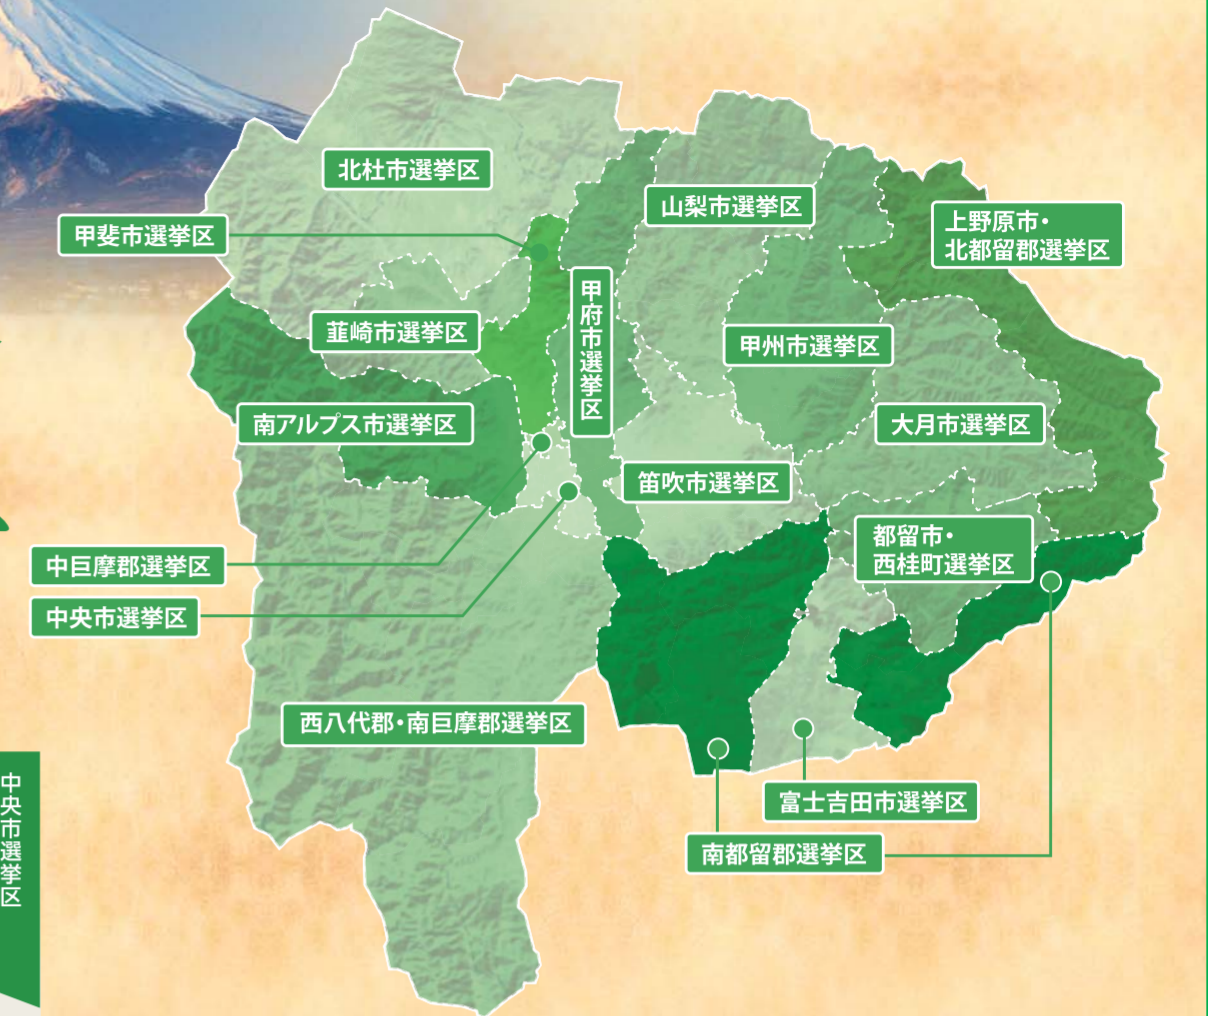 北杜市選挙区
山梨市選挙区
上野原市・
北都留郡選挙区
甲斐市選挙区
甲府市選挙区
韮崎市選挙区
甲州市選挙区
南アルプス市選挙区
大月市選挙区
笛吹市選挙区
都留市・
西桂町選挙区
中巨摩郡選挙区
中央市選挙区
西八代郡・南巨摩郡選挙区
富士吉田市選挙区
南都留郡選挙区
中央市選挙区